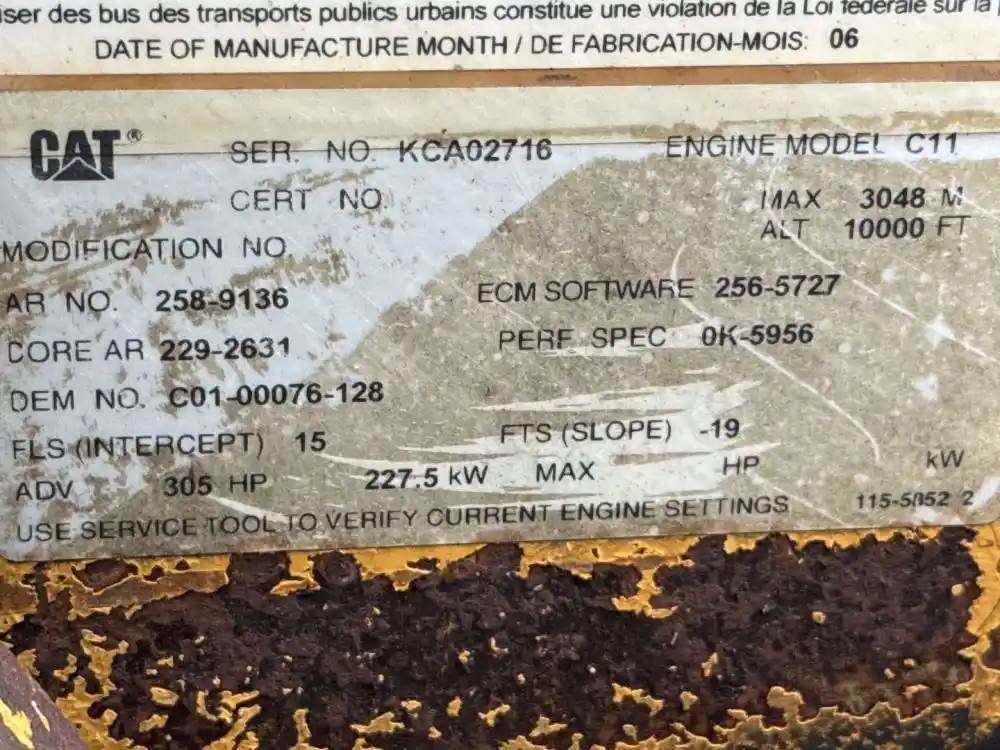 iser des bus des transports publics urbains constitue une violation de la Loi fédérale sur la
DATE OF MANUFACTURE MONTH / DE FABRICATION-MOIS: 06
CAT® SER. NO. KCA02716 ENGINE MODEL C11
CERT NO. MAX 3048 M
ALT 10000 FT
MODIFICATION NO.
AR NO. 258-9136 ECM SOFTWARE 256-5727
CORE AR 229-2631 PERF SPEC 0K-5956
DEM NO. C01-00076-128
FLS (INTERCEPT) 15 FTS (SLOPE) -19
ADV 305 HP 227.5 kW MAX HP kW
USE SERVICE TOOL TO VERIFY CURRENT ENGINE SETTINGS 115-5852 2